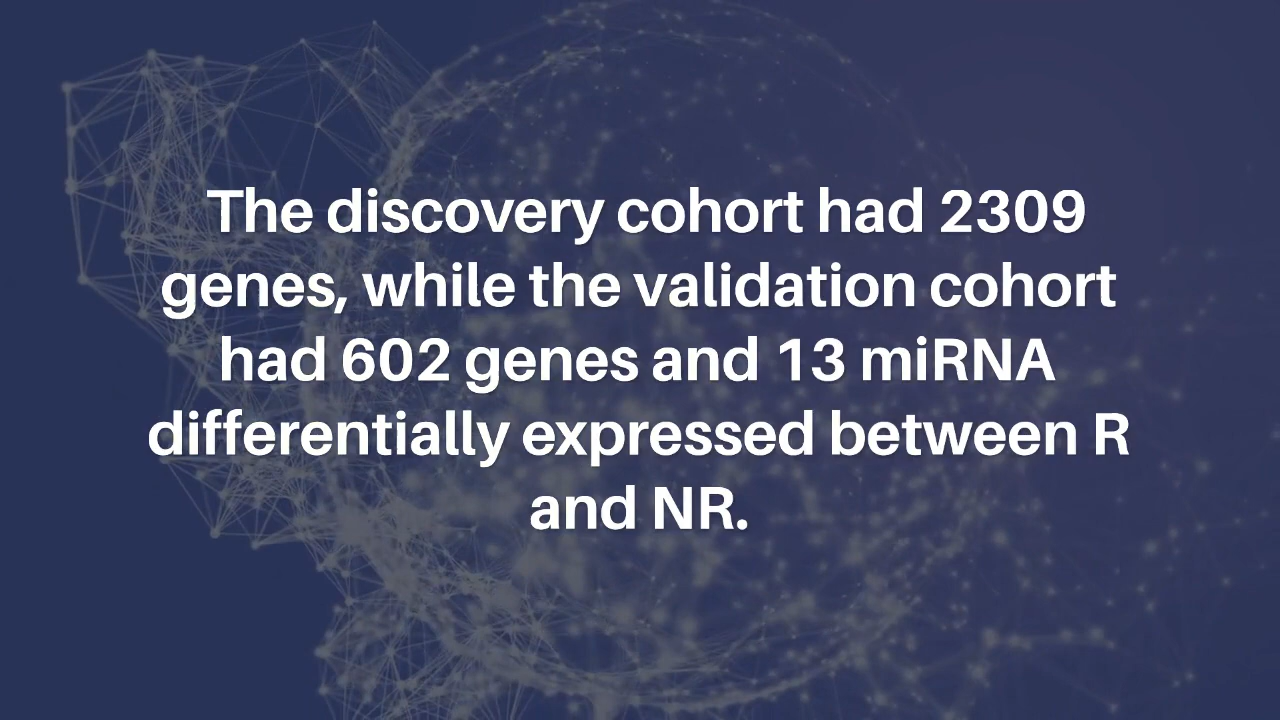 The discovery cohort had 2309
genes, while the validation cohort
had 602 genes and 13 miRNA
differentially expressed between R
and NR.